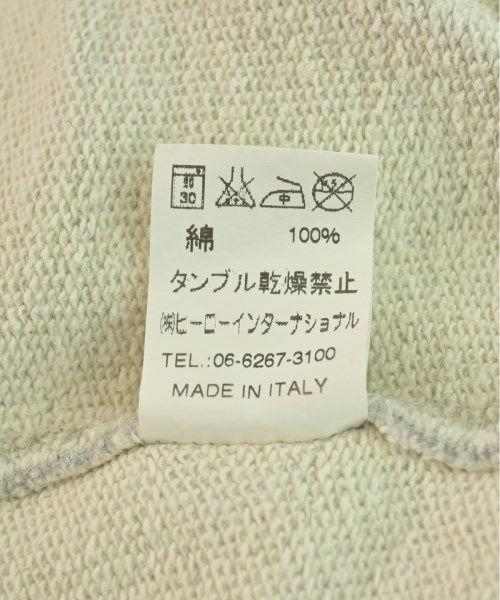 30
中
綿 100%
タンブル乾燥禁止
㈱ヒーローインターナショナル
TEL.:06-6267-3100
MADE IN ITALY